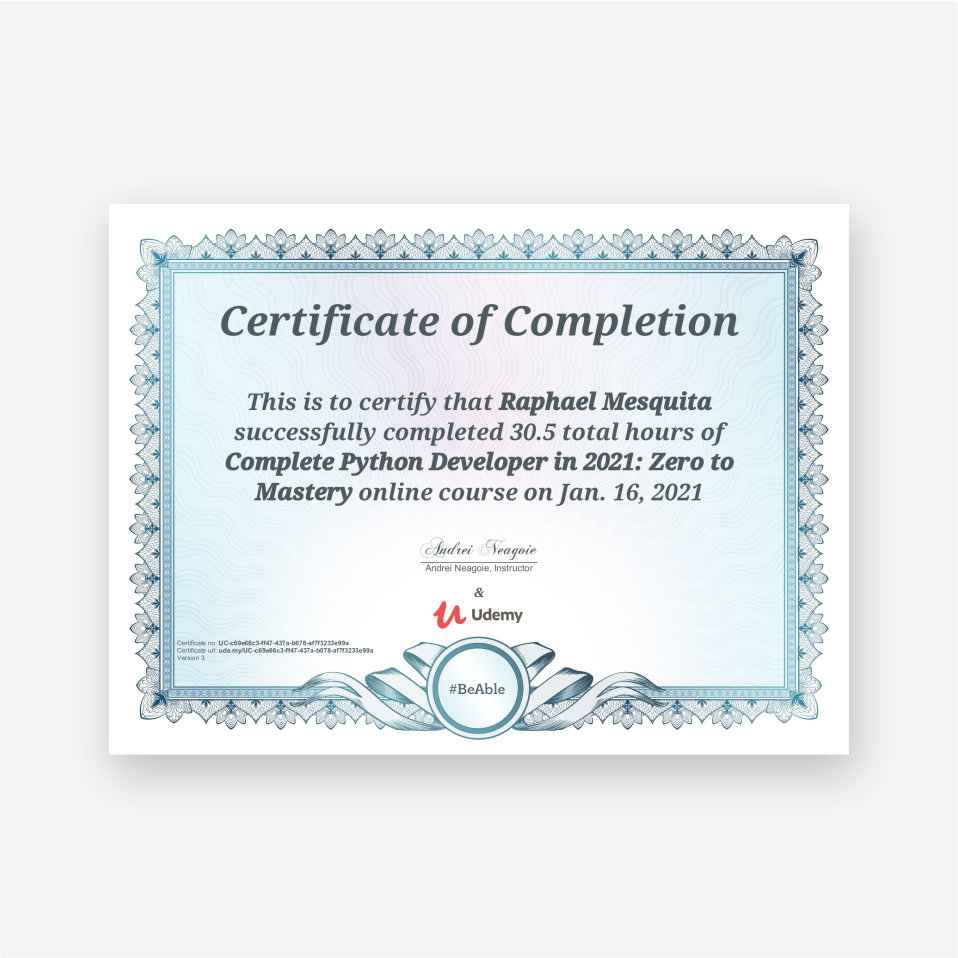 Certificate of Completion
This is to certify that Raphael Mesquita
successfully completed 30.5 total hours of
Complete Python Developer in 2021: Zero to
Mastery online course on Jan. 16, 2021
Andrei Neagoie
Andrei Neagoie, Instructor
&
Udemy
Certificate no: UC-c69e66c3-ff47-437a-b078-af7f3233e99a
Certificate url: ude.my/UC-c69e66c3-ff47-437a-b078-af7f3233e99a
Version 3
#BeAble